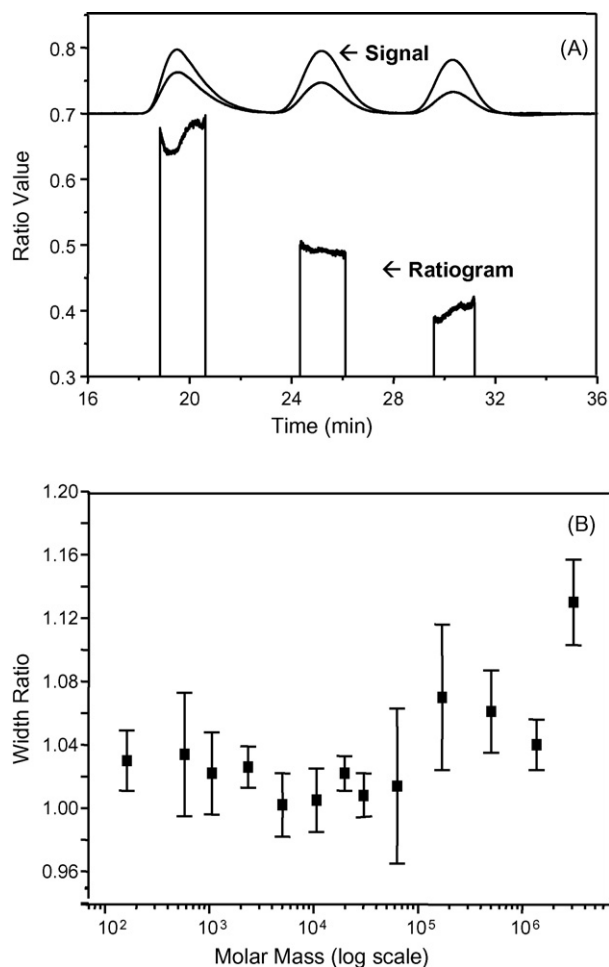 (A)
0.8
← Signal
0.7
0.6
Ratio Value
0.5
← Ratiogram
0.4
0.3
16 20 24 28 32 36
Time (min)
1.20
(B)
1.16
1.12
Width Ratio
1.08
1.04
1.00
0.96
10² 10³ 10⁴ 10⁵ 10⁶
Molar Mass (log scale)